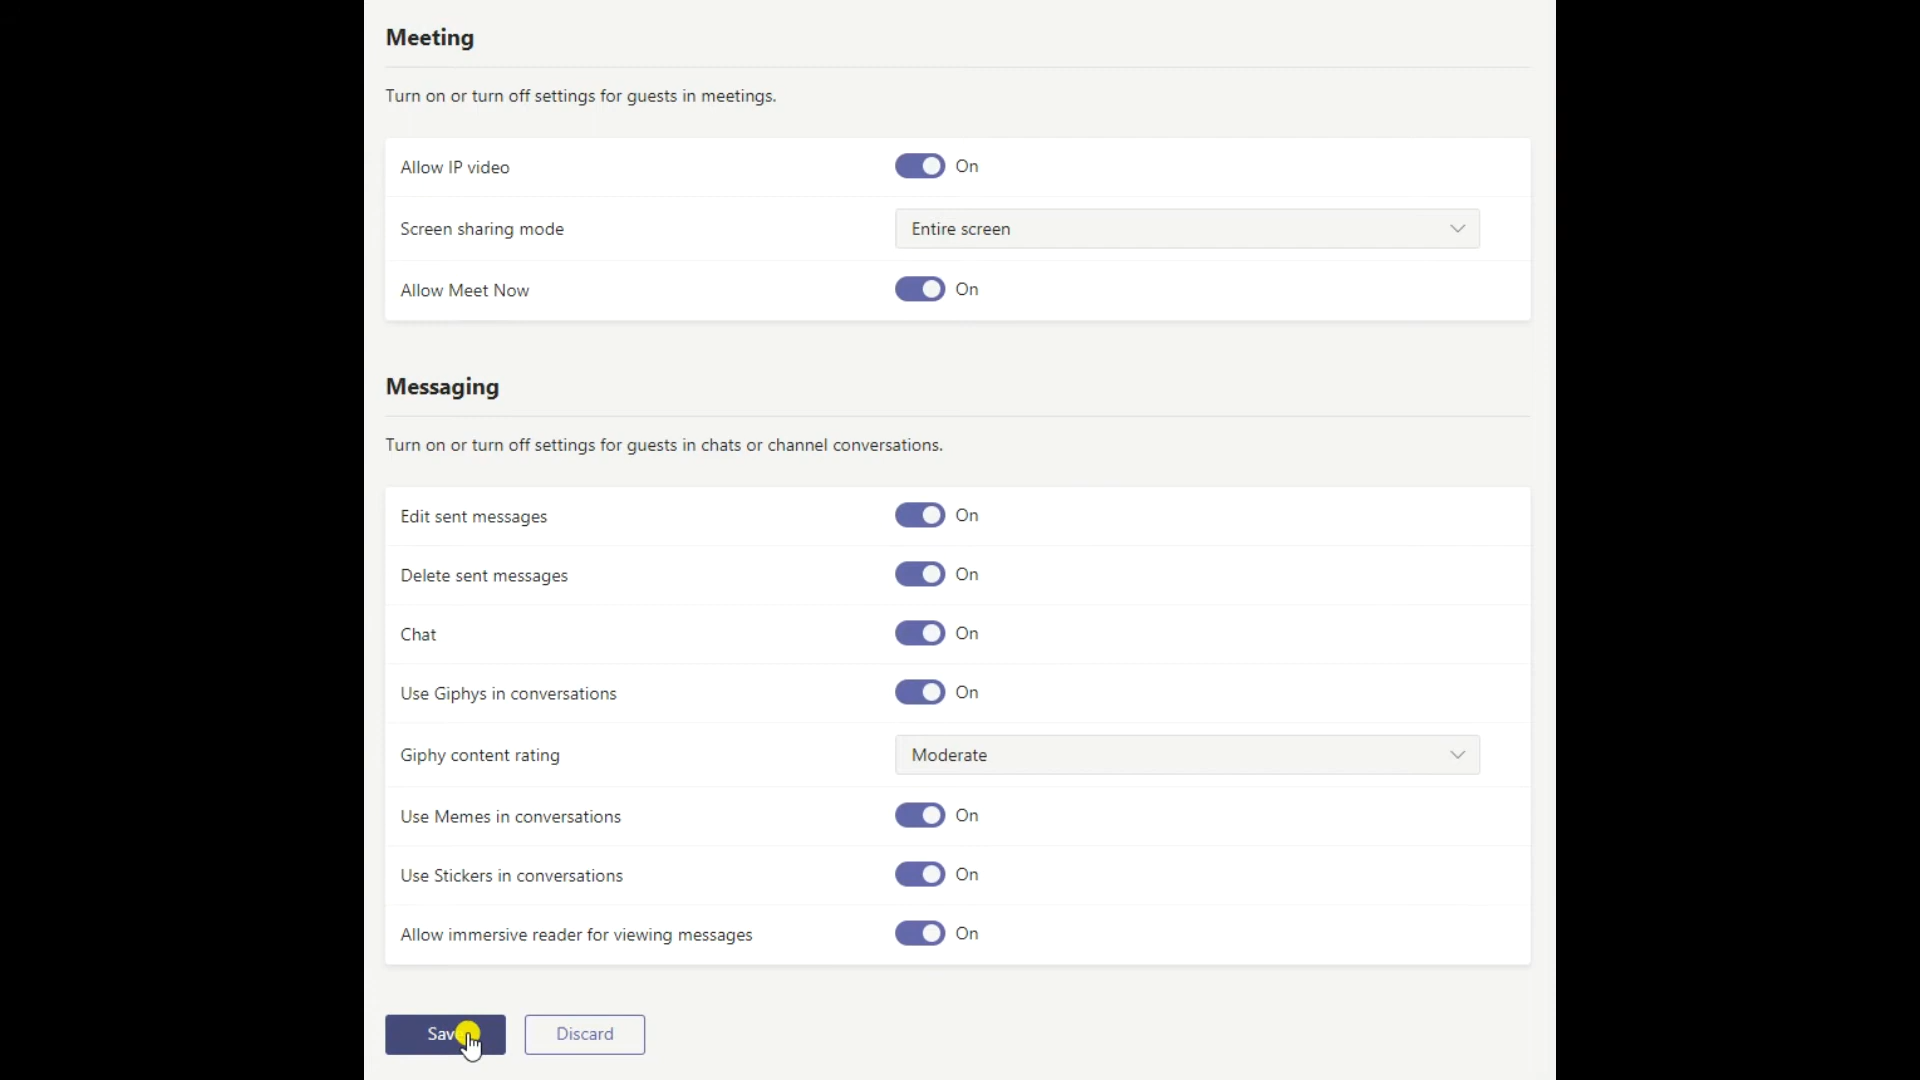 Meeting
Turn on or turn off settings for guests in meetings.
Allow IP video On
Screen sharing mode Entire screen
Allow Meet Now On
Messaging
Turn on or turn off settings for guests in chats or channel conversations.
Edit sent messages On
Delete sent messages On
Chat On
Use Giphys in conversations On
Giphy content rating Moderate
Use Memes in conversations On
Use Stickers in conversations On
Allow immersive reader for viewing messages On
Save Discard